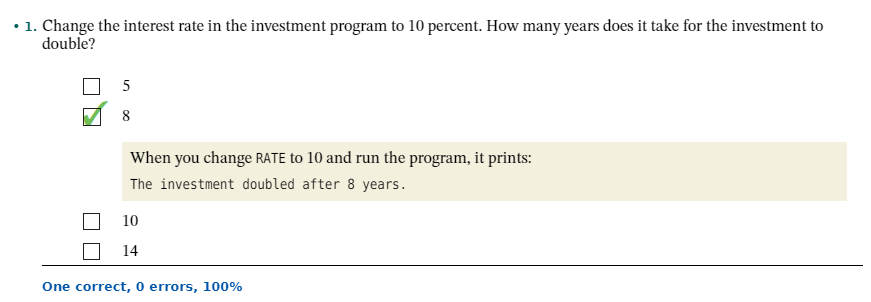 • 1. Change the interest rate in the investment program to 10 percent. How many years does it take for the investment to
double?
5
8
When you change RATE to 10 and run the program, it prints:
The investment doubled after 8 years.
10
14
One correct, 0 errors, 100%